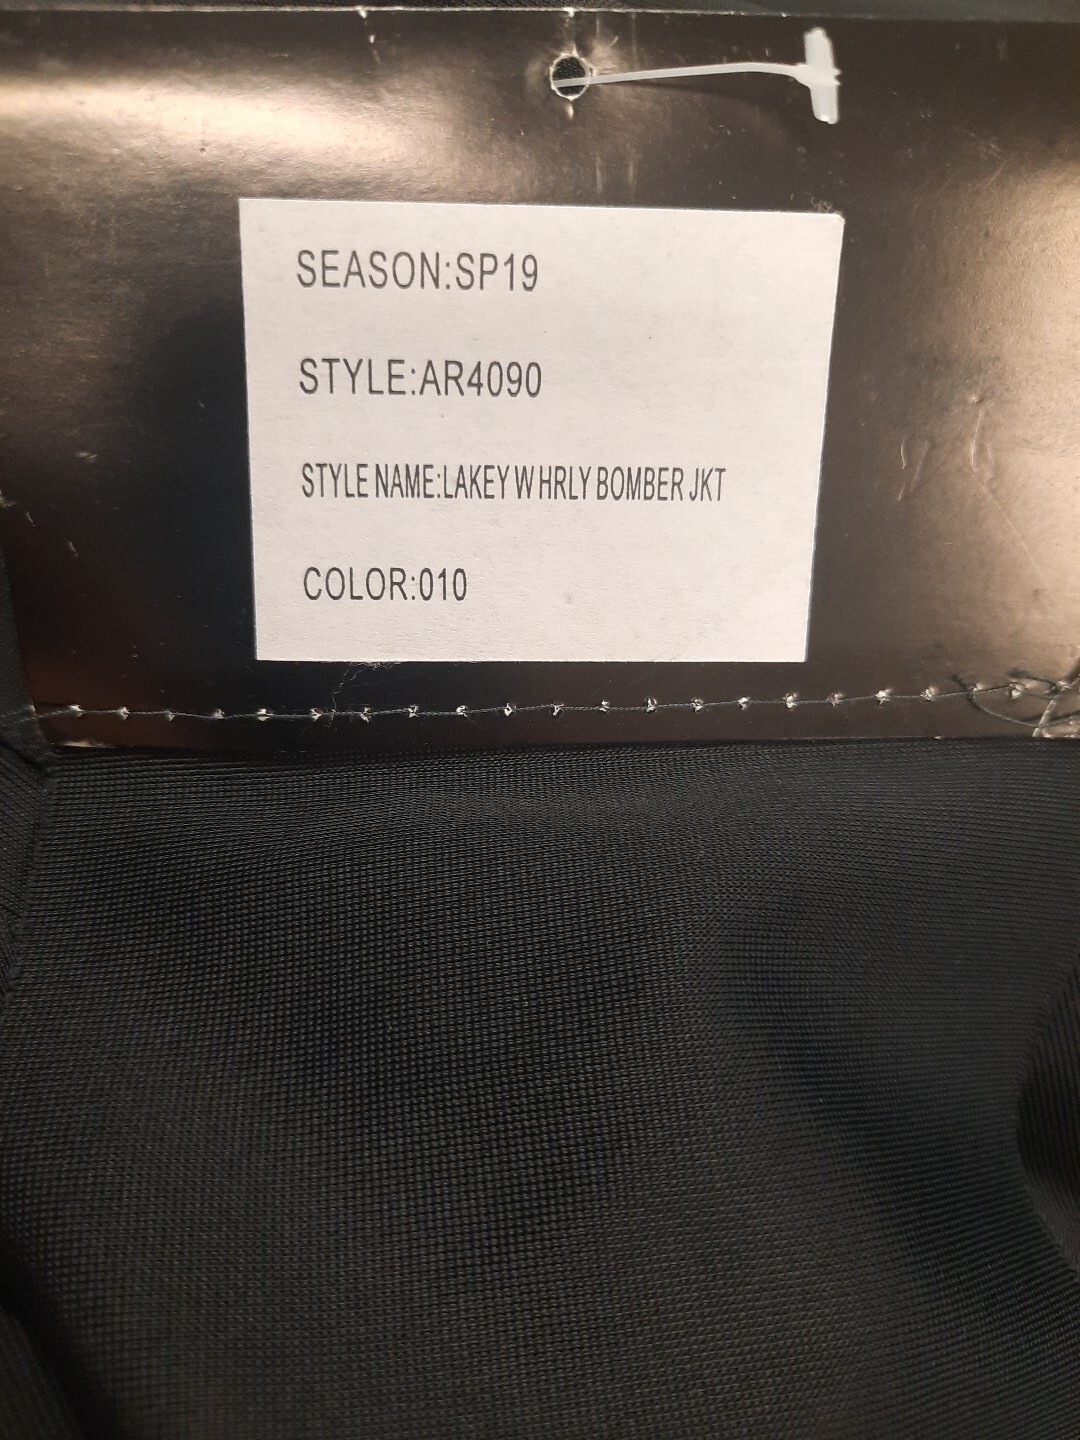 SEASON:SP19
STYLE:AR4090
STYLE NAME:LAKEY W HRLY BOMBER JKT
COLOR:010